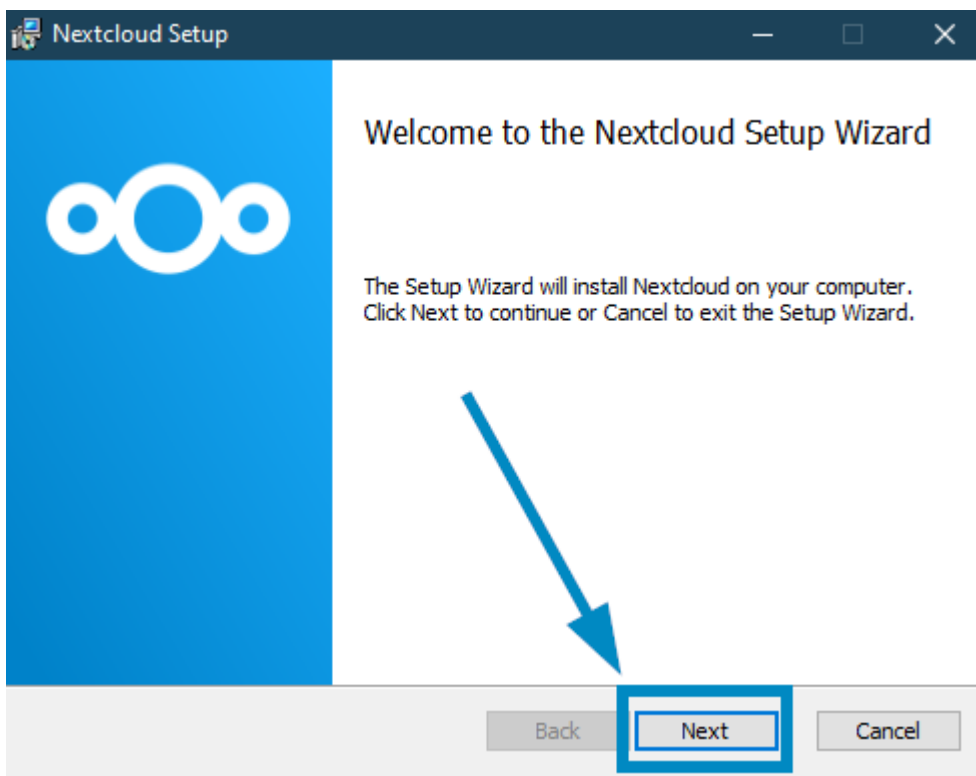 Nextcloud Setup
Welcome to the Nextcloud Setup Wizard
The Setup Wizard will install Nextcloud on your computer.
Click Next to continue or Cancel to exit the Setup Wizard.
Back Next Cancel